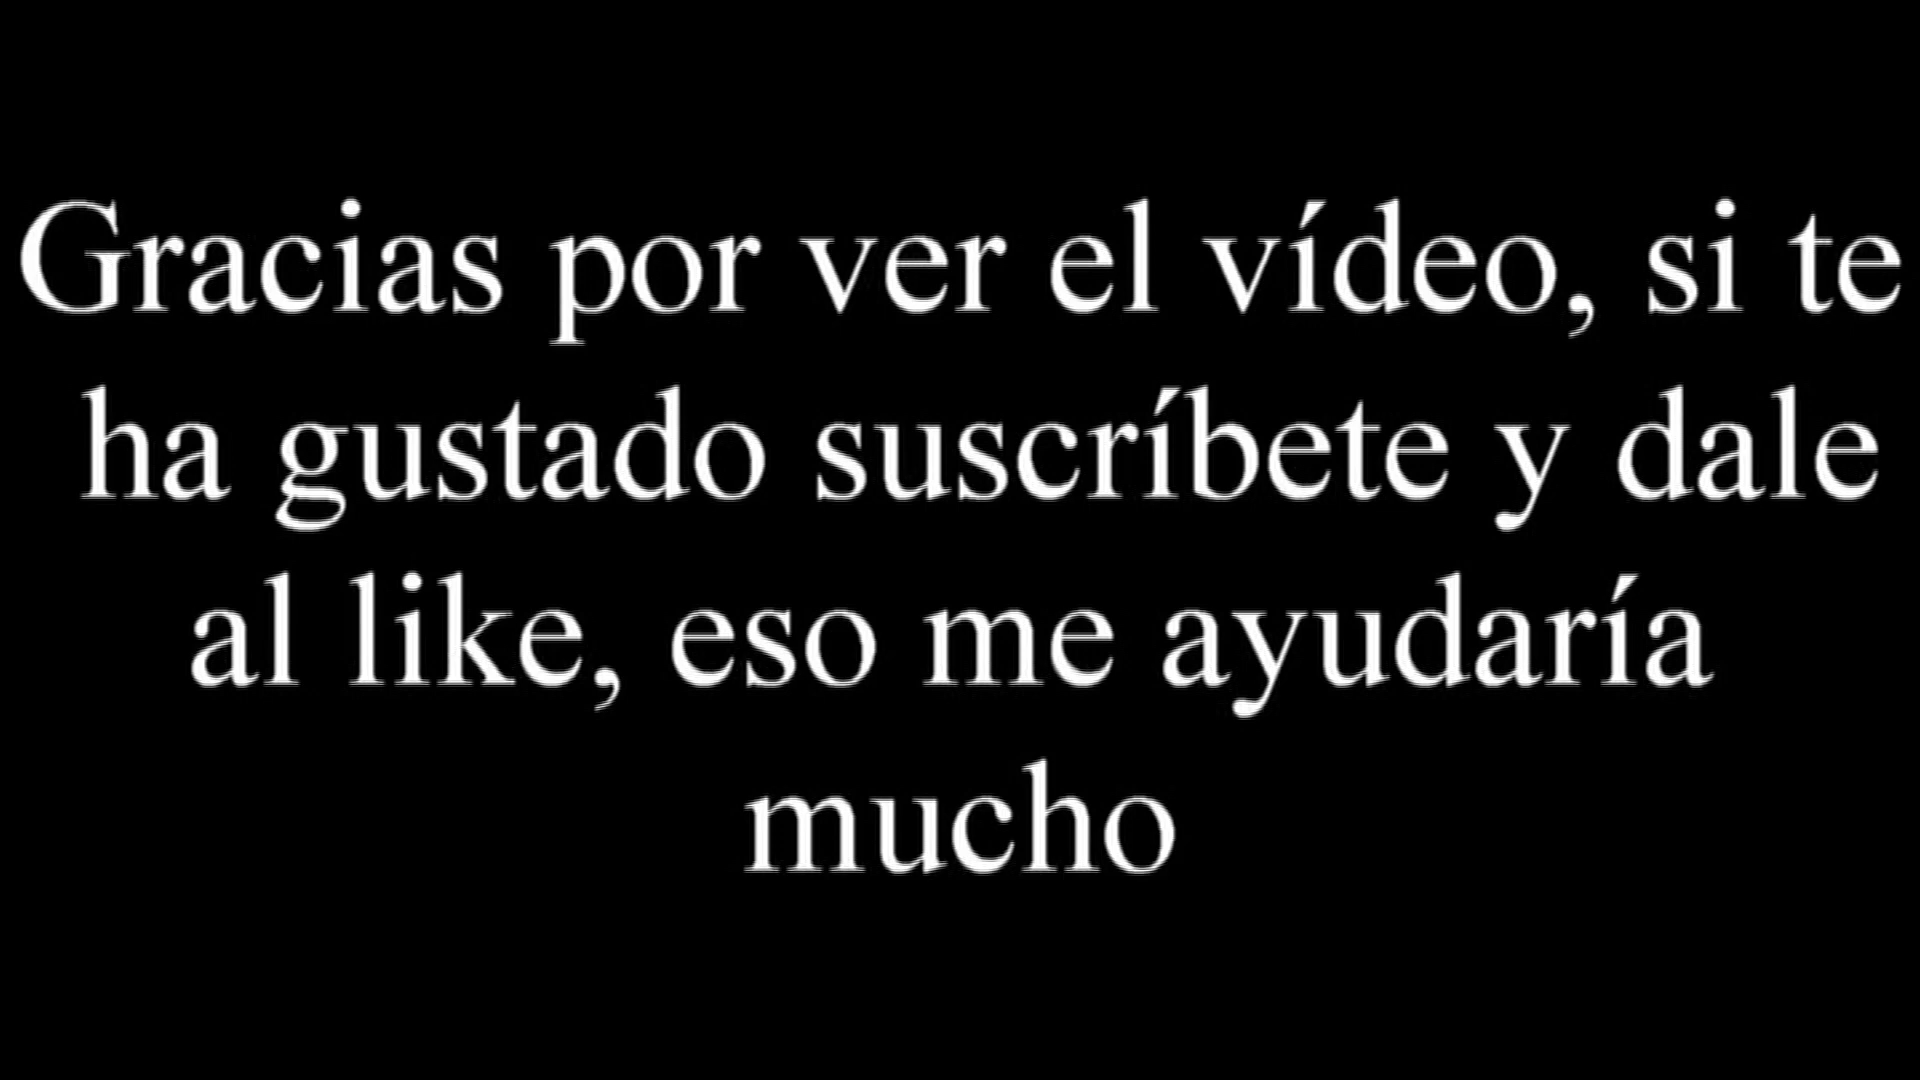 Gracias por ver el vídeo, si te
ha gustado suscríbete y dale
al like, eso me ayudaría
mucho